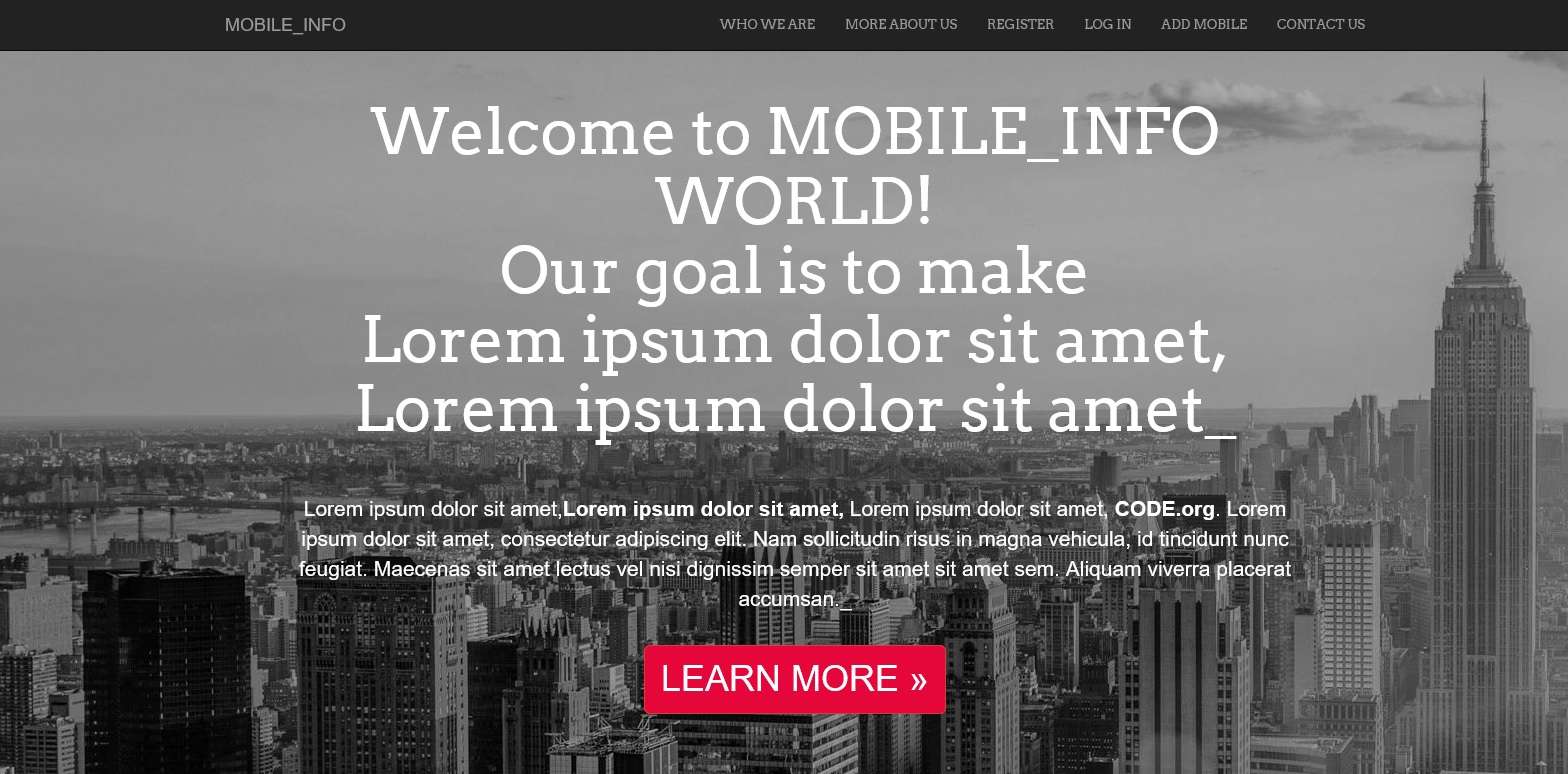 MOBILE_INFO WHO WE ARE MORE ABOUT US REGISTER LOG IN ADD MOBILE CONTACT US
Welcome to MOBILE_INFO
WORLD!
Our goal is to make
Lorem ipsum dolor sit amet,
Lorem ipsum dolor sit amet_
Lorem ipsum dolor sit amet,Lorem ipsum dolor sit amet, Lorem ipsum dolor sit amet, CODE.org. Lorem
ipsum dolor sit amet, consectetur adipiscing elit. Nam sollicitudin risus in magna vehicula, id tincidunt nunc
feugiat. Maecenas sit amet lectus vel nisi dignissim semper sit amet sit amet sem. Aliquam viverra placerat
accumsan._
LEARN MORE »